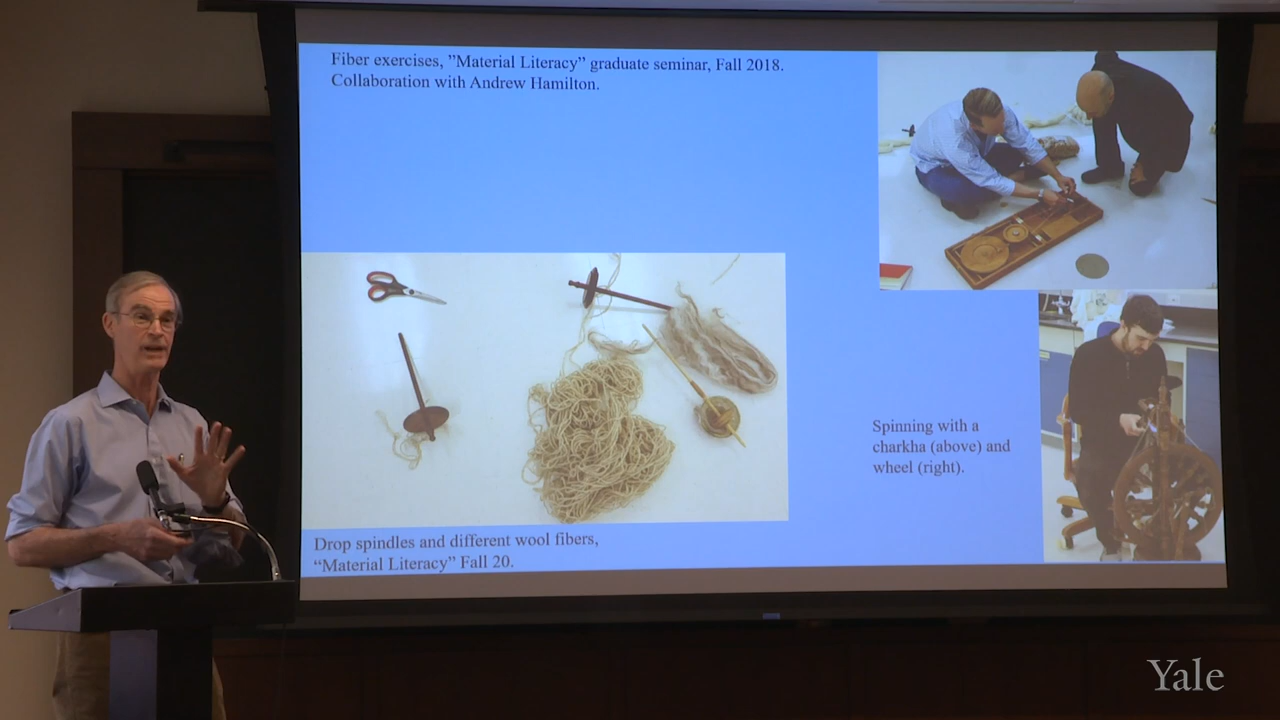 Fiber exercises, ”Material Literacy” graduate seminar, Fall 2018.
Collaboration with Andrew Hamilton.
Spinning with a
charkha (above) and
wheel (right).
Drop spindles and different wool fibers,
“Material Literacy” Fall 20.
Yale